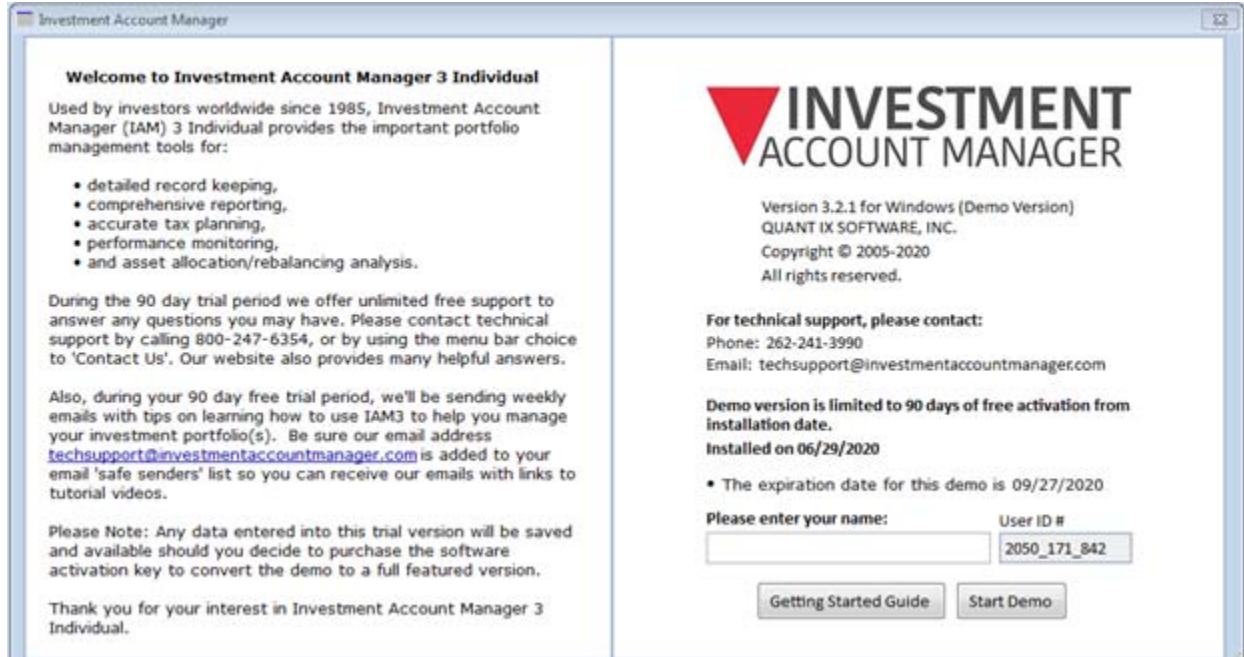 Investment Account Manager
Welcome to Investment Account Manager 3 Individual
Used by investors worldwide since 1985, Investment Account
Manager (IAM) 3 Individual provides the important portfolio
management tools for:
• detailed record keeping,
• comprehensive reporting,
• accurate tax planning,
• performance monitoring,
• and asset allocation/rebalancing analysis.
During the 90 day trial period we offer unlimited free support to
answer any questions you may have. Please contact technical
support by calling 800-247-6354, or by using the menu bar choice
to 'Contact Us'. Our website also provides many helpful answers.
Also, during your 90 day free trial period, we'll be sending weekly
emails with tips on learning how to use IAM3 to help you manage
your investment portfolio(s). Be sure our email address
techsupport@investmentaccountmanager.com is added to your
email 'safe senders' list so you can receive our emails with links to
tutorial videos.
Please Note: Any data entered into this trial version will be saved
and available should you decide to purchase the software
activation key to convert the demo to a full featured version.
Thank you for your interest in Investment Account Manager 3
Individual.
INVESTMENT
ACCOUNT MANAGER
Version 3.2.1 for Windows (Demo Version)
QUANT IX SOFTWARE, INC.
Copyright © 2005-2020
All rights reserved.
For technical support, please contact:
Phone: 262-241-3990
Email: techsupport@investmentaccountmanager.com
Demo version is limited to 90 days of free activation from
installation date.
Installed on 06/29/2020
• The expiration date for this demo is 09/27/2020
Please enter your name: User ID #
2050_171_842
Getting Started Guide Start Demo